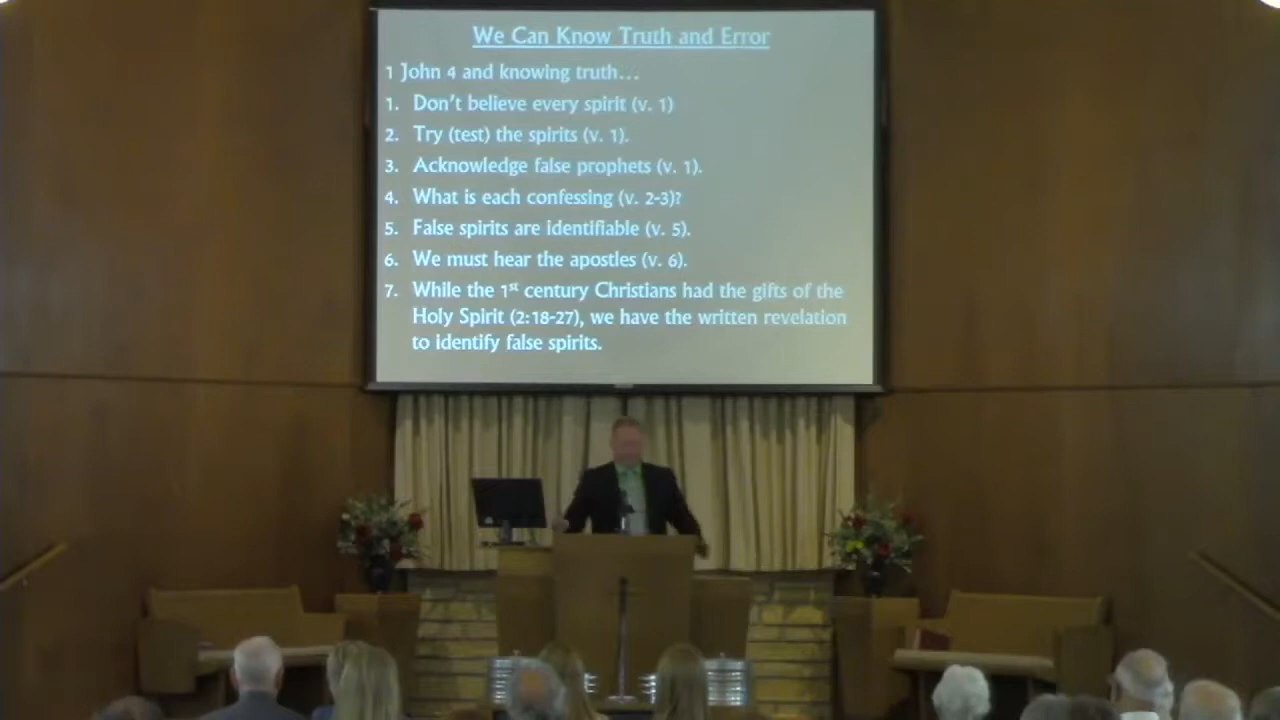 We Can Know Truth and Error
1 John 4 and knowing truth...
1. Don't believe every spirit (v. 1)
2. Try (test) the spirits (v. 1).
3. Acknowledge false prophets (v. 1).
4. What is each confessing (v. 2-3)?
5. False spirits are identifiable (v. 5).
6. We must hear the apostles (v. 6).
7. While the 1st century Christians had the gifts of the
Holy Spirit (2:18-27), we have the written revelation
to identify false spirits.